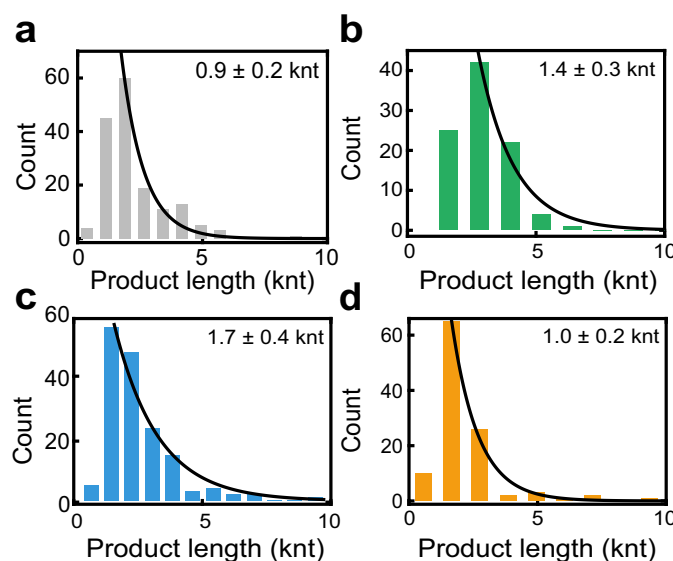 a
0.9 ± 0.2 knt
60
40
20
0
Count
0 5 10
Product length (knt)
b
1.4 ± 0.3 knt
40
30
20
10
0
Count
0 5 10
Product length (knt)
c
1.7 ± 0.4 knt
60
40
20
0
Count
0 5 10
Product length (knt)
d
1.0 ± 0.2 knt
60
40
20
0
Count
0 5 10
Product length (knt)